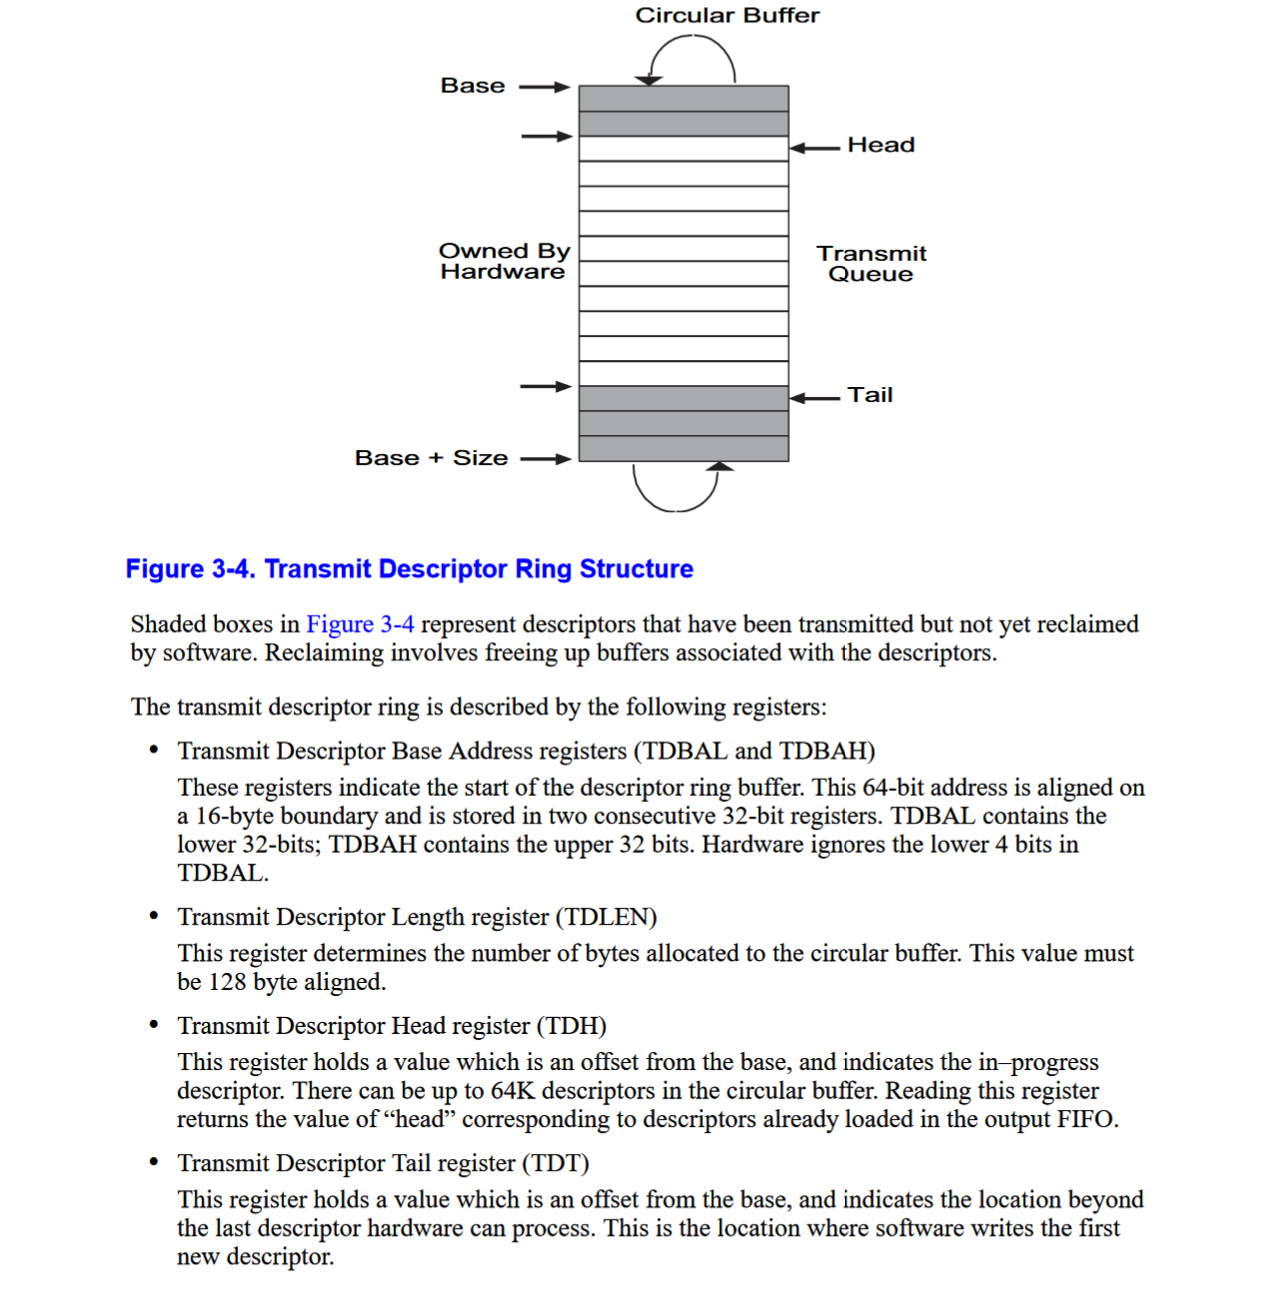 Circular Buffer
Base
Head
Owned By
Hardware
Transmit
Queue
Tail
Base + Size
Figure 3-4. Transmit Descriptor Ring Structure
Shaded boxes in Figure 3-4 represent descriptors that have been transmitted but not yet reclaimed
by software. Reclaiming involves freeing up buffers associated with the descriptors.
The transmit descriptor ring is described by the following registers:
• Transmit Descriptor Base Address registers (TDBAL and TDBAH)
These registers indicate the start of the descriptor ring buffer. This 64-bit address is aligned on
a 16-byte boundary and is stored in two consecutive 32-bit registers. TDBAL contains the
lower 32-bits; TDBAH contains the upper 32 bits. Hardware ignores the lower 4 bits in
TDBAL.
• Transmit Descriptor Length register (TDLEN)
This register determines the number of bytes allocated to the circular buffer. This value must
be 128 byte aligned.
• Transmit Descriptor Head register (TDH)
This register holds a value which is an offset from the base, and indicates the in–progress
descriptor. There can be up to 64K descriptors in the circular buffer. Reading this register
returns the value of “head” corresponding to descriptors already loaded in the output FIFO.
• Transmit Descriptor Tail register (TDT)
This register holds a value which is an offset from the base, and indicates the location beyond
the last descriptor hardware can process. This is the location where software writes the first
new descriptor.